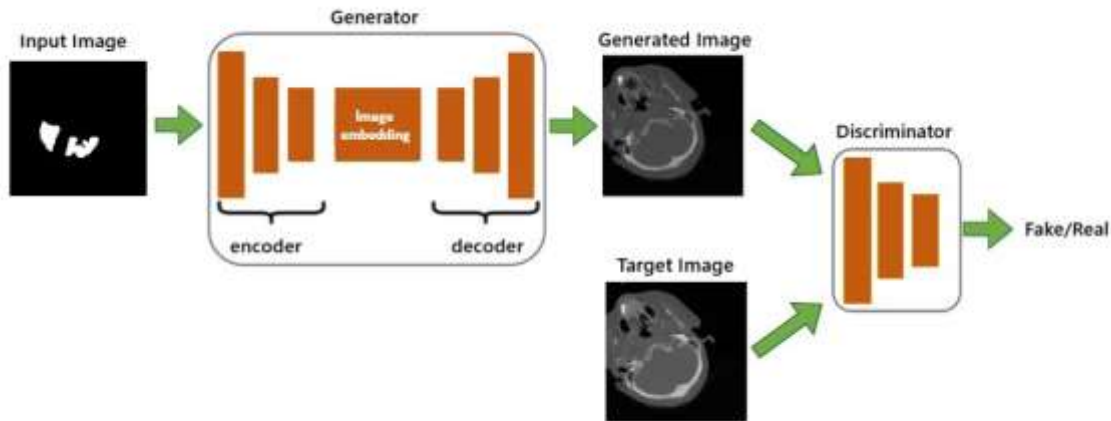 Generator
Input Image
Generated Image
Image
embedding
Discriminator
encoder
decoder
Fake/Real
Target Image